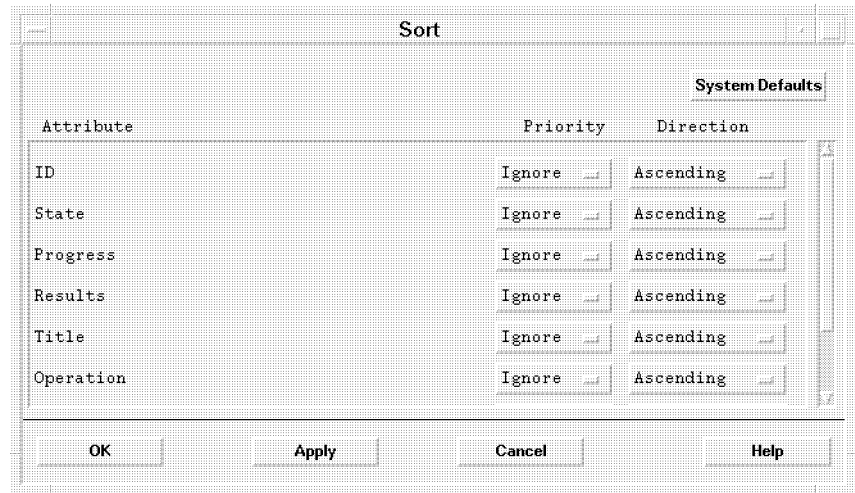 Sort
System Defaults
Attribute Priority Direction
ID Ignore Ascending
State Ignore Ascending
Progress Ignore Ascending
Results Ignore Ascending
Title Ignore Ascending
Operation Ignore Ascending
OK Apply Cancel Help